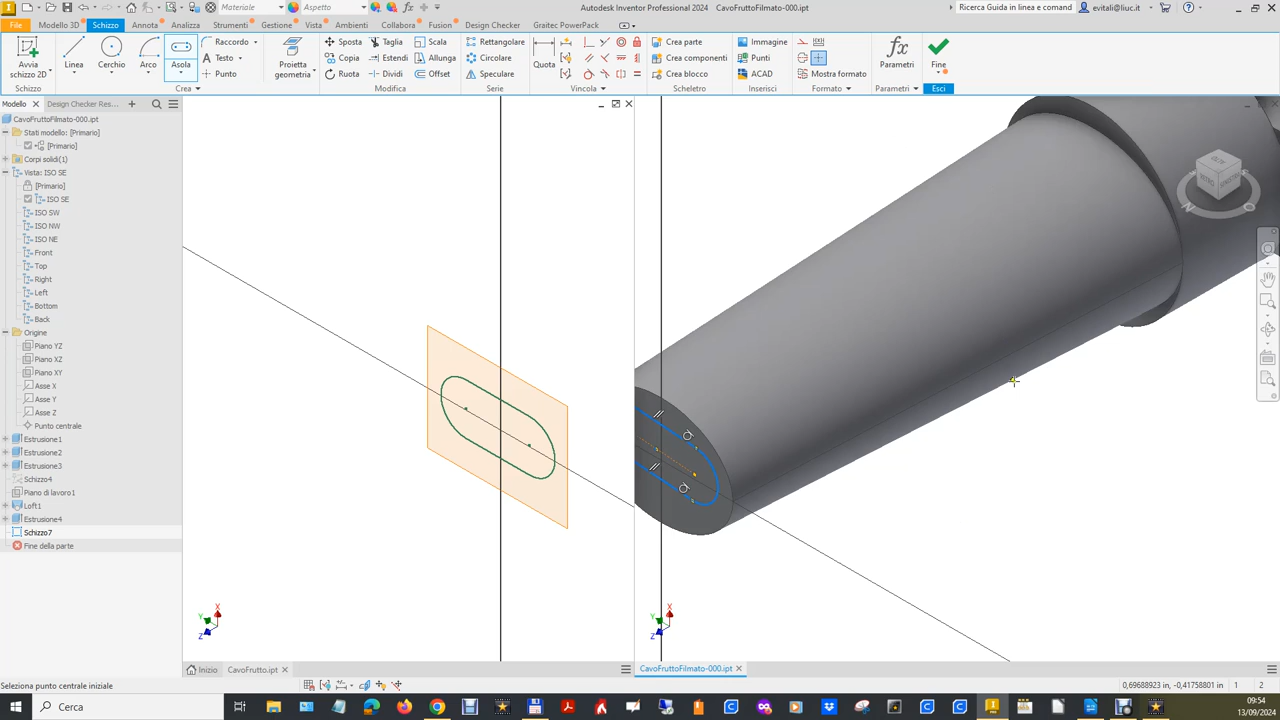 Materiale
Aspetto
Autodesk Inventor Professional 2024
CavoFruttoFilmato-000.ipt
Ricerca Guida in linea e comandi
evitali@liuc.it
File
Modello 3D
Schizzo
Annota
Analizza
Strumenti
Gestione
Vista
Ambienti
Collabora
Fusion
Design Checker
Graitec PowerPack
Avvia
schizzo 2D
Linea
Cerchio
Arco
Asola
Raccordo
Testo
Punto
Proietta
geometria
Sposta
Copia
Ruota
Taglia
Estendi
Dividi
Scala
Allunga
Offset
Rettangolare
Circolare
Speculare
Quota
Crea parte
Crea componenti
Crea blocco
Immagine
Punti
ACAD
Mostra formato
Parametri
Fine
Schizzo
Crea
Modifica
Serie
Vincola
Scheletro
Inserisci
Formato
Parametri
Esci
Modello
Design Checker Res...
CavoFruttoFilmato-000.ipt
Stati modello: [Primario]
[Primario]
Corpi solidi(1)
Vista: ISO SE
[Primario]
ISO SE
ISO SW
ISO NW
ISO NE
Front
Top
Right
Left
Bottom
Back
Origine
Piano YZ
Piano XZ
Piano XY
Asse X
Asse Y
Asse Z
Punto centrale
Estrusione1
Estrusione2
Estrusione3
Schizzo4
Piano di lavoro1
Loft1
Estrusione4
Schizzo7
Fine della parte
X
Y
Z
X
Y
Z
Inizio
CavoFrutto.ipt
CavoFruttoFilmato-000.ipt
Seleziona punto centrale iniziale
0,69688923 in, -0,41758801 in
1
2
Cerca
09:54
13/09/2024